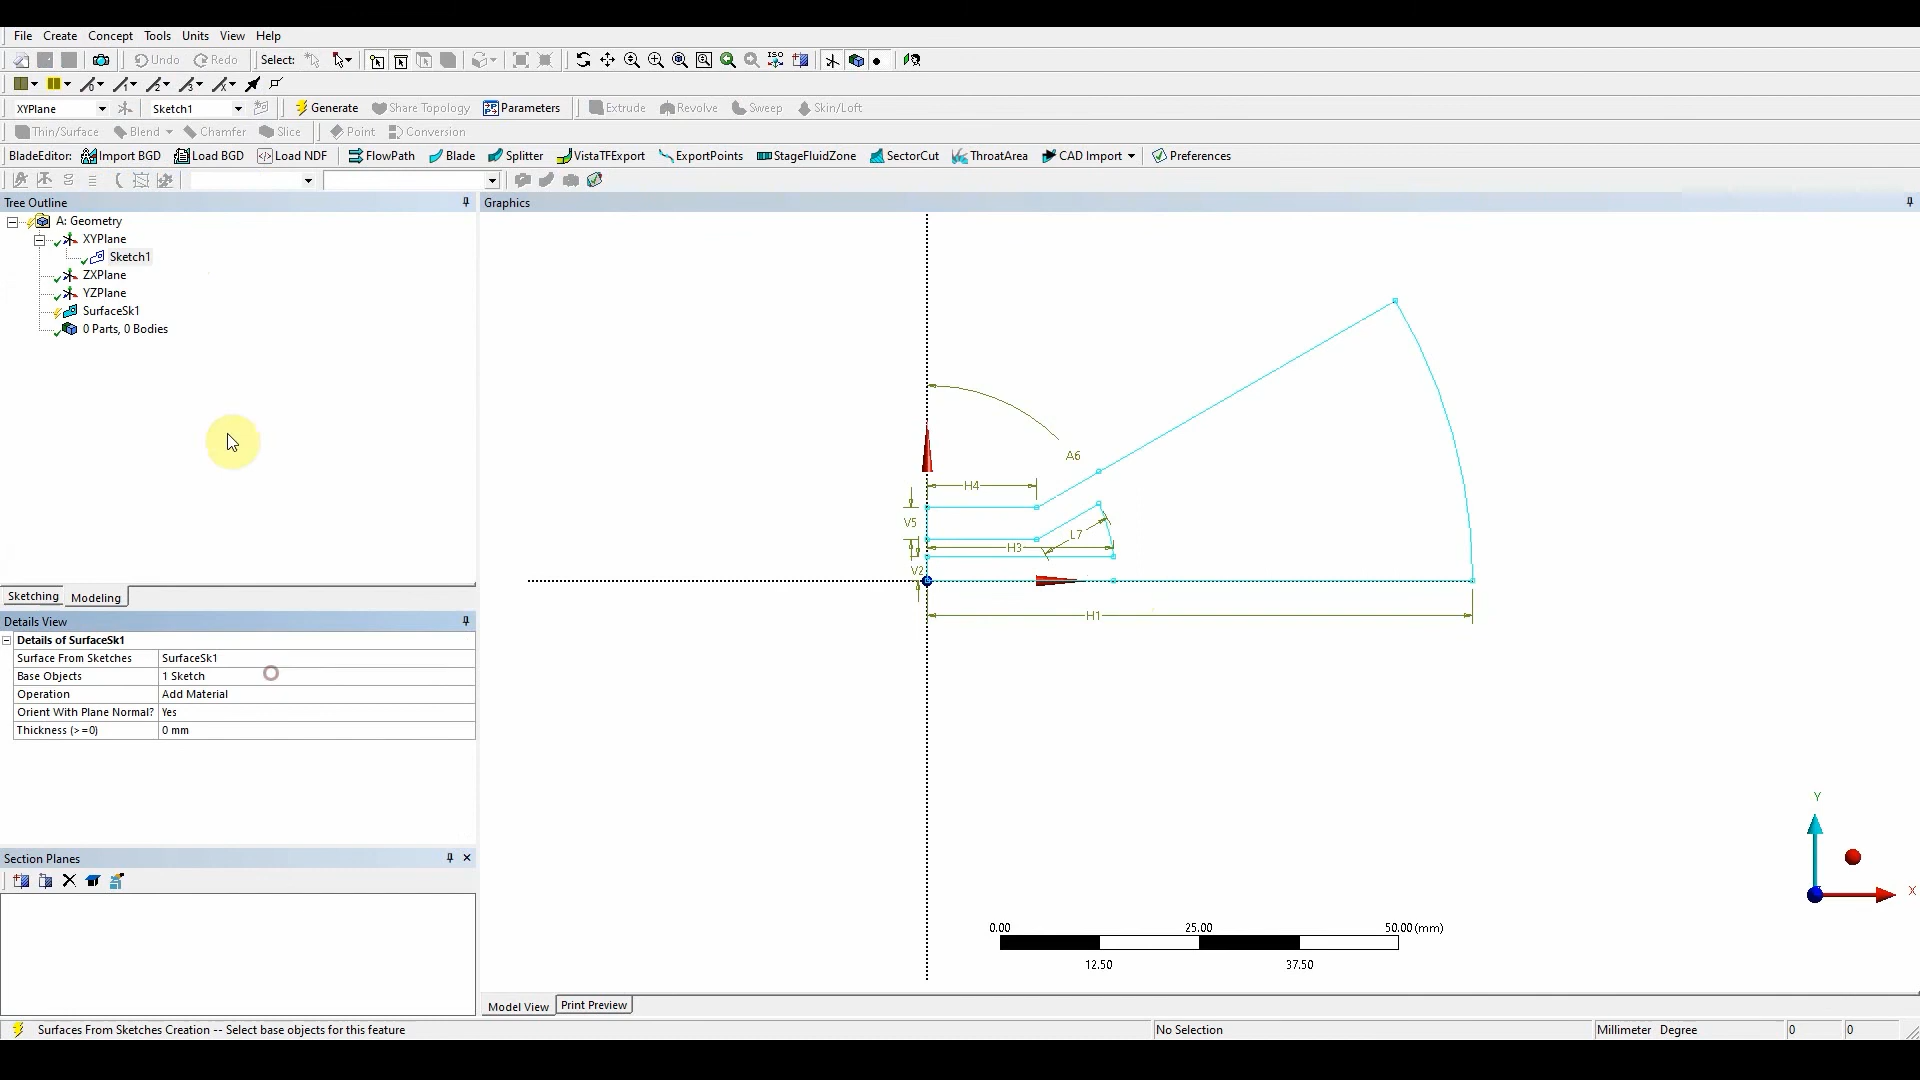 File Edit Create Concept Tools Units View Help
Undo Redo Select:
XYPlane Sketch1 Generate Share Topology Parameters Extrude Revolve Sweep Skin/Loft
Thin/Surface Blend Chamfer Slice Point Conversion
BladeEditor: Import BGD Load BGD Load NDF FlowPath Blade Splitter VistaTFExport ExportPoints StageFluidZone SectorCut ThroatArea CAD Import Preferences
Tree Outline
Graphics
A: Geometry
XYPlane
Sketch1
ZXPlane
YZPlane
SurfaceSk1
0 Parts, 0 Bodies
A6
H4
V5
L7
H3
V2
H1
Sketching Modeling
Details View
Details of SurfaceSk1
Surface From Sketches SurfaceSk1
Base Objects 1 Sketch
Operation Add Material
Orient With Plane Normal? Yes
Thickness (>=0) 0 mm
Section Planes
Y
X
0.00 25.00 50.00 (mm)
12.50 37.50
Model View Print Preview
Surfaces From Sketches Creation -- Select base objects for this feature No Selection Millimeter Degree 0 0